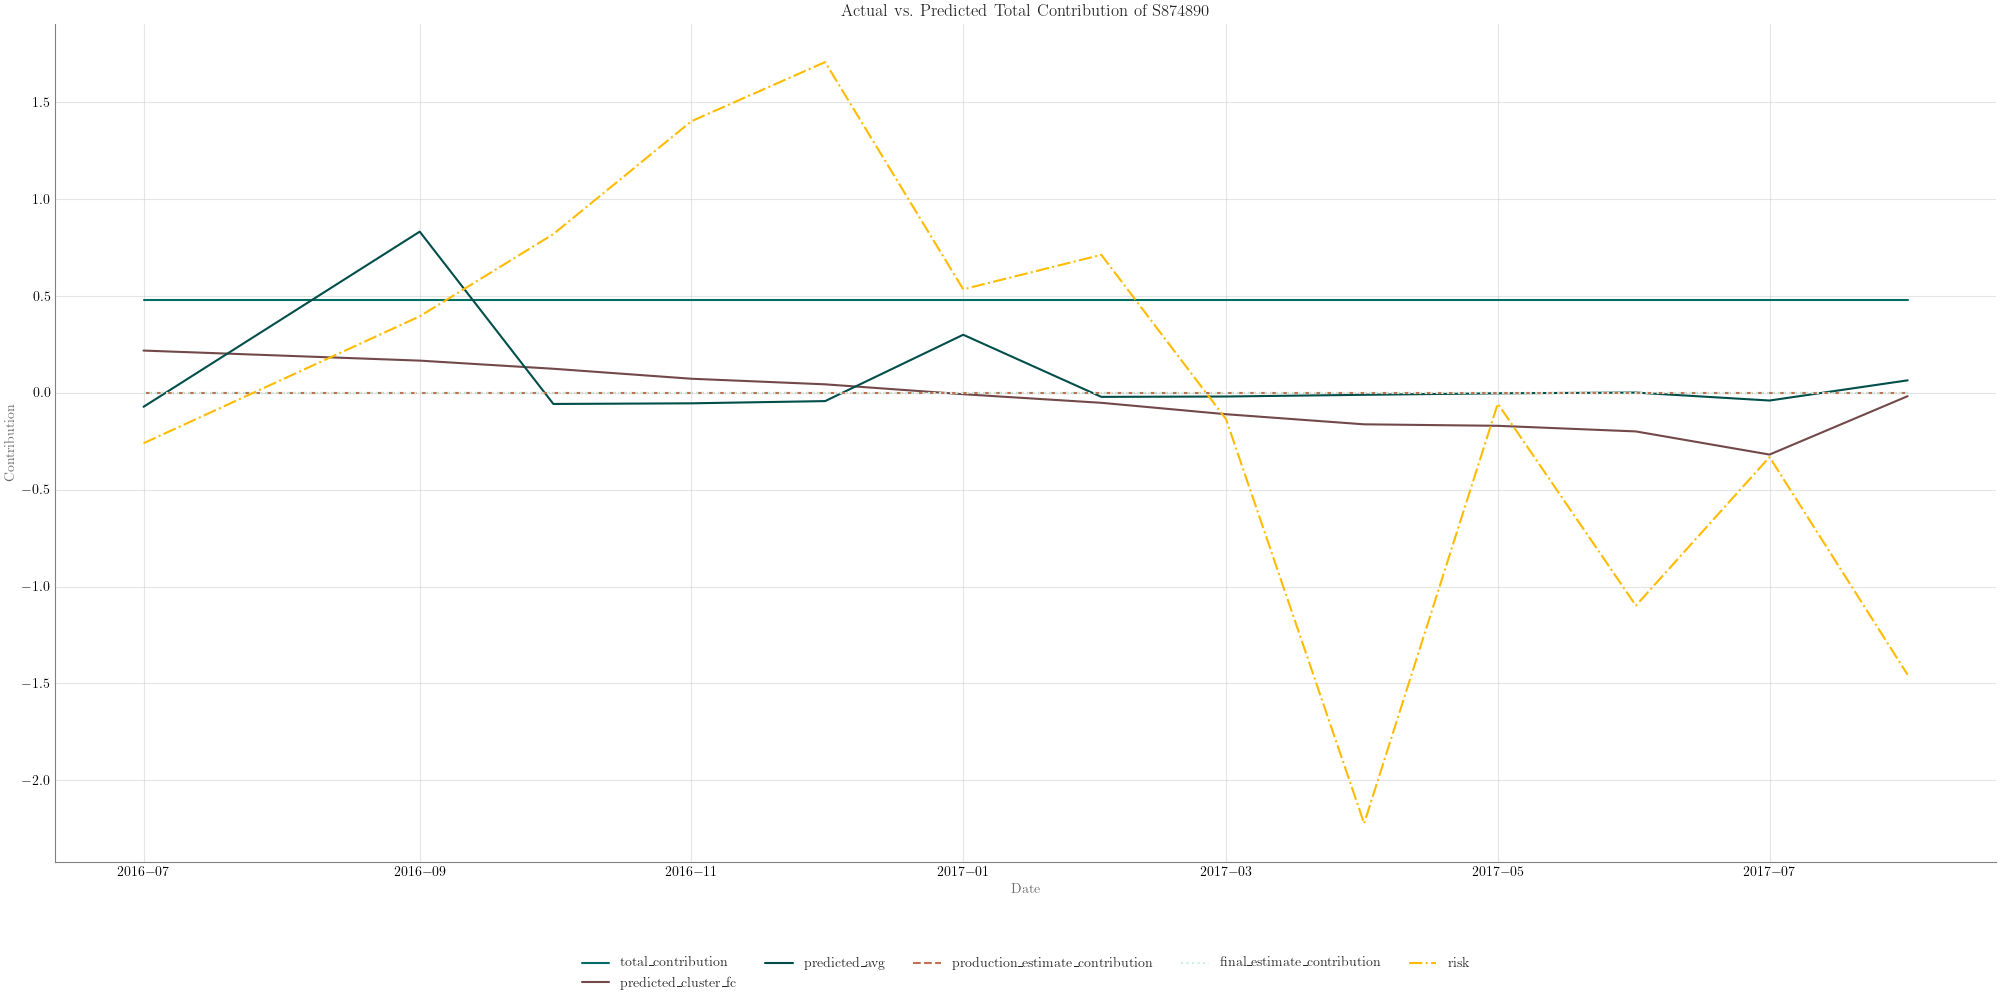 Actual vs. Predicted Total Contribution of S874890
Contribution
1.5
1.0
0.5
0.0
−0.5
−1.0
−1.5
−2.0
2016−07 2016−09 2016−11 2017−01 2017−03 2017−05 2017−07
Date
total_contribution predicted_avg production_estimate_contribution final_estimate_contribution risk
predicted_cluster_fc